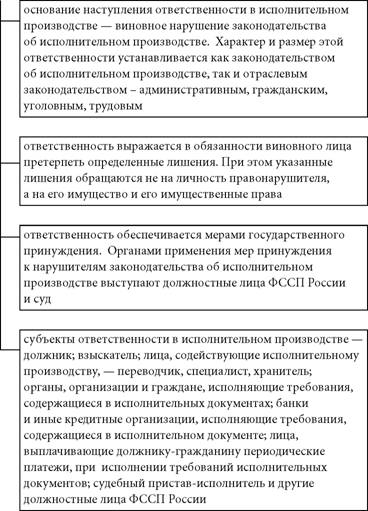 основание наступления ответственности в исполнительном
производстве — виновное нарушение законодательства
об исполнительном производстве. Характер и размер этой
ответственности устанавливается как законодательством
об исполнительном производстве, так и отраслевым
законодательством – административным, гражданским,
уголовным, трудовым
ответственность выражается в обязанности виновного лица
претерпеть определенные лишения. При этом указанные
лишения обращаются не на личность правонарушителя,
а на его имущество и его имущественные права
ответственность обеспечивается мерами государственного
принуждения. Органами применения мер принуждения
к нарушителям законодательства об исполнительном
производстве выступают должностные лица ФССП России
и суд
субъекты ответственности в исполнительном производстве —
должник; взыскатель; лица, содействующие исполнительному
производству, — переводчик, специалист, хранитель;
органы, организации и граждане, исполняющие требования,
содержащиеся в исполнительных документах; банки
и иные кредитные организации, исполняющие требования,
содержащиеся в исполнительном документе; лица,
выплачивающие должнику-гражданину периодические
платежи, при исполнении требований исполнительных
документов; судебный пристав-исполнитель и другие
должностные лица ФССП России